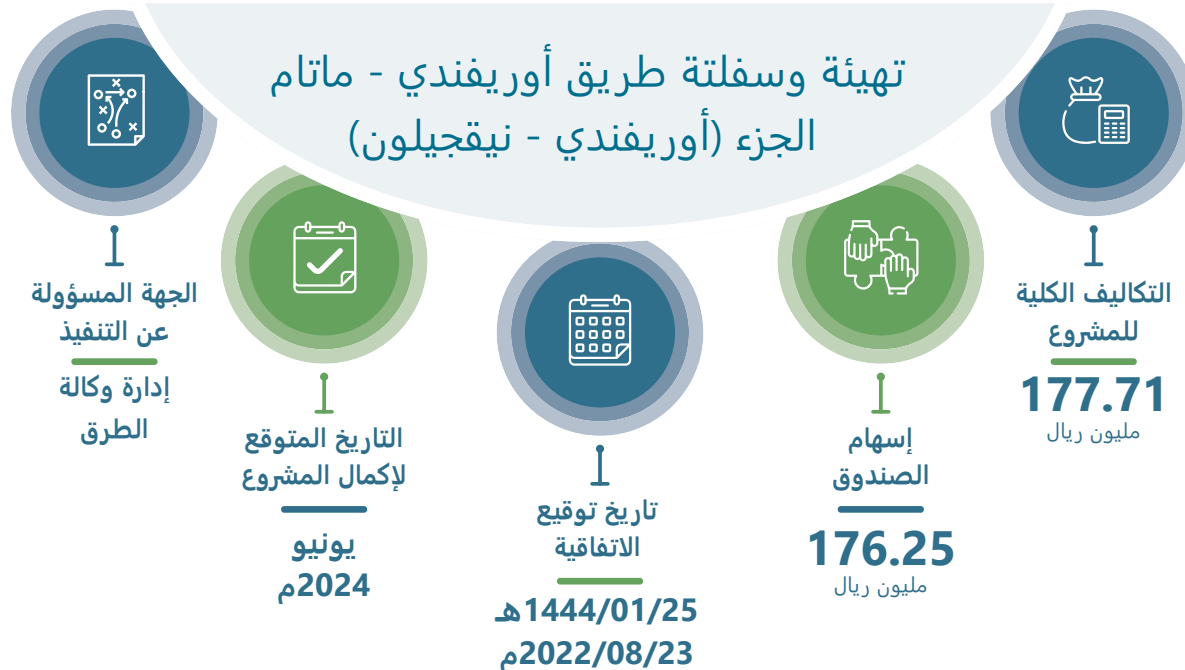 تهيئة وسفلتة طريق أوريفندي - ماتام
الجزء (أوريفندي - نيقجيلون)
التكاليف الكلية
للمشروع
177.71
مليون ريال
إسهام
الصندوق
176.25
مليون ريال
تاريخ توقيع
الاتفاقية
1444/01/25هـ
2022/08/23م
التاريخ المتوقع
لإكمال المشروع
يونيو
2024م
الجهة المسؤولة
عن التنفيذ
إدارة وكالة
الطرق